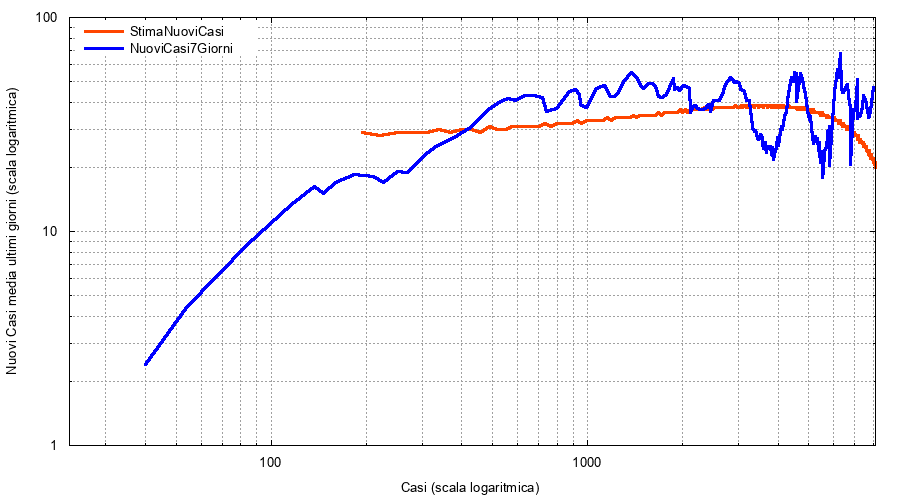 100
StimaNuoviCasi
NuoviCasi7Giorni
Nuovi Casi media ultimi giorni (scala logaritmica)
10
1
100
1000
Casi (scala logaritmica)